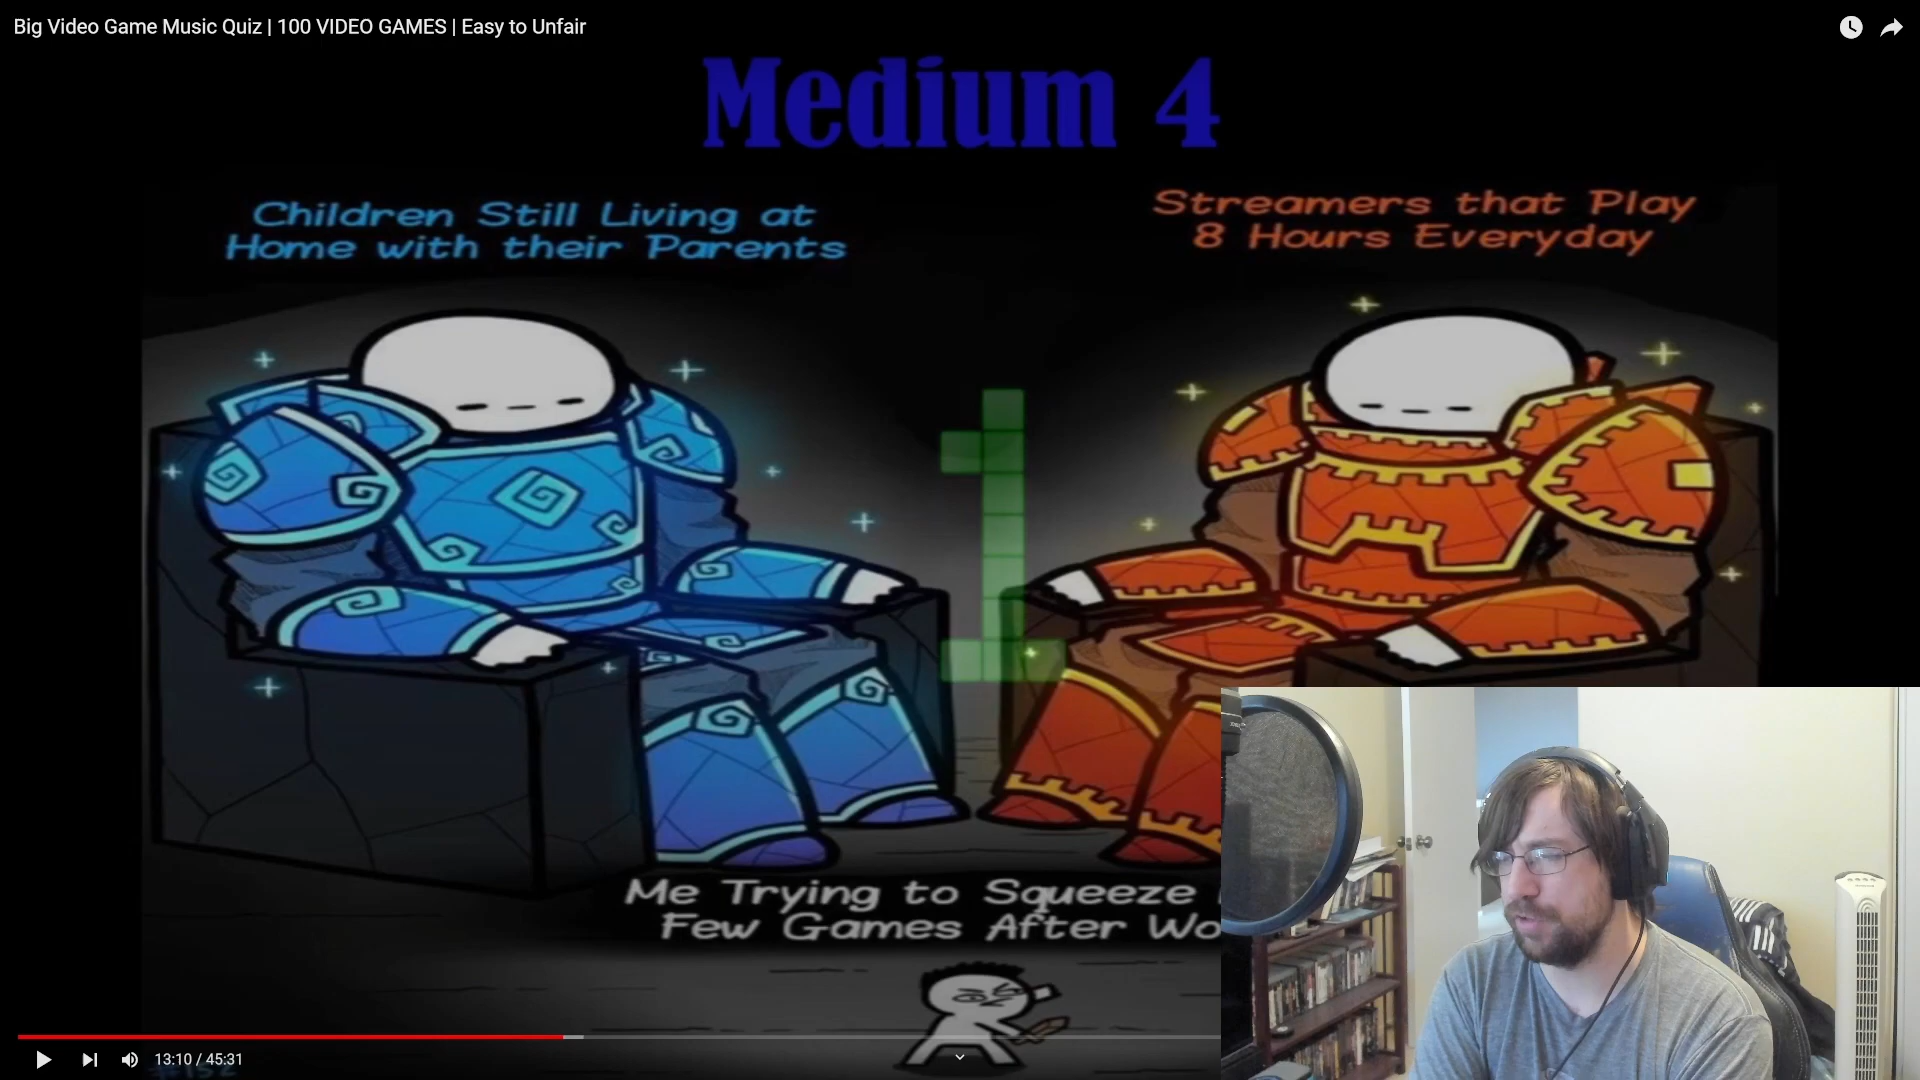 Big Video Game Music Quiz | 100 VIDEO GAMES | Easy to Unfair
Medium 4
Children Still Living at
Home with their Parents
Streamers that Play
8 Hours Everyday
1
Me Trying to Squeeze
Few Games After Wo
13:10 / 45:31